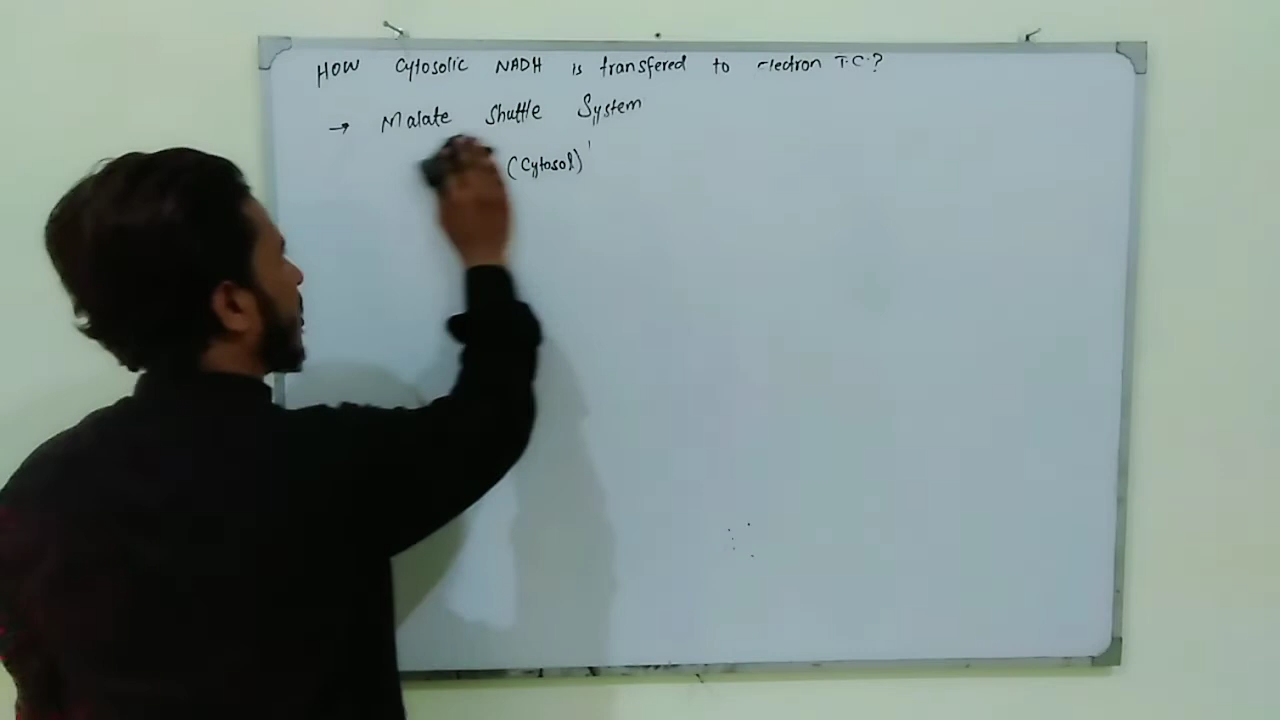 HOW Cytosolic NADH is transfered to electron T.C.?
→ Malate Shuttle System
(Cytosol)